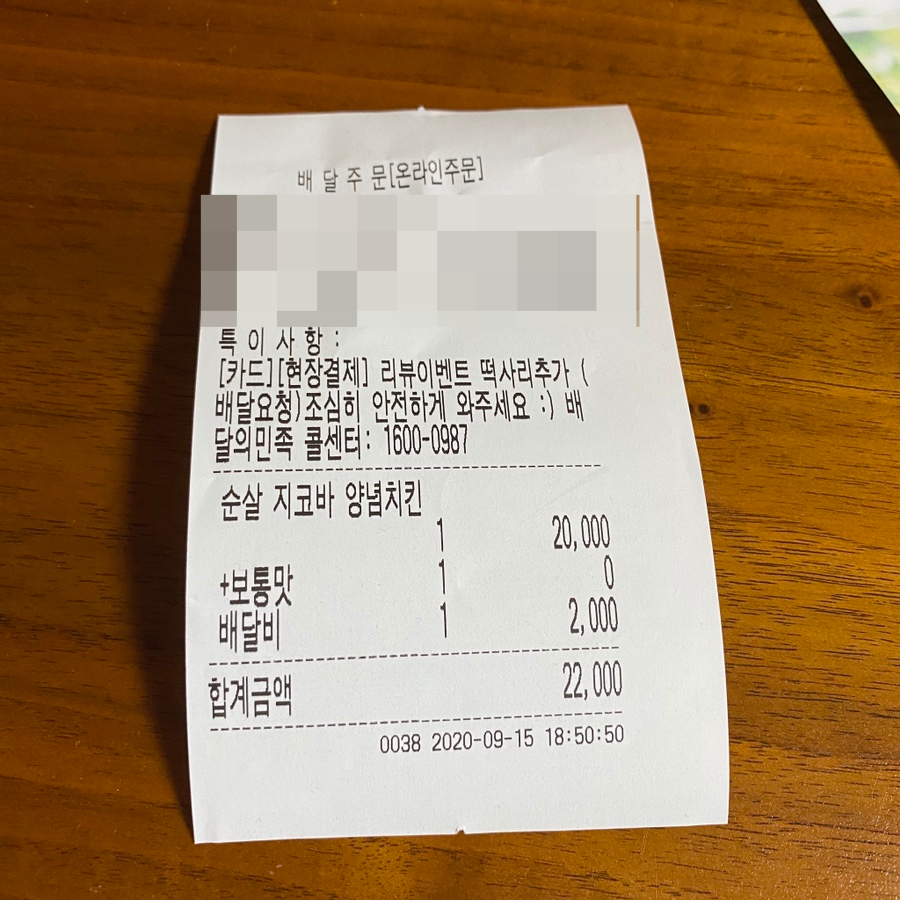 배 달 주 문[온라인주문]
특 이 사 항 :
[카드][현장결제] 리뷰이벤트 떡사리추가 (
배달요청)조심히 안전하게 와주세요 :) 배
달의민족 콜센터: 1600-0987
순살 지코바 양념치킨
1 20,000
+보통맛 1 0
배달비 1 2,000
합계금액 22,000
0038 2020-09-15 18:50:50